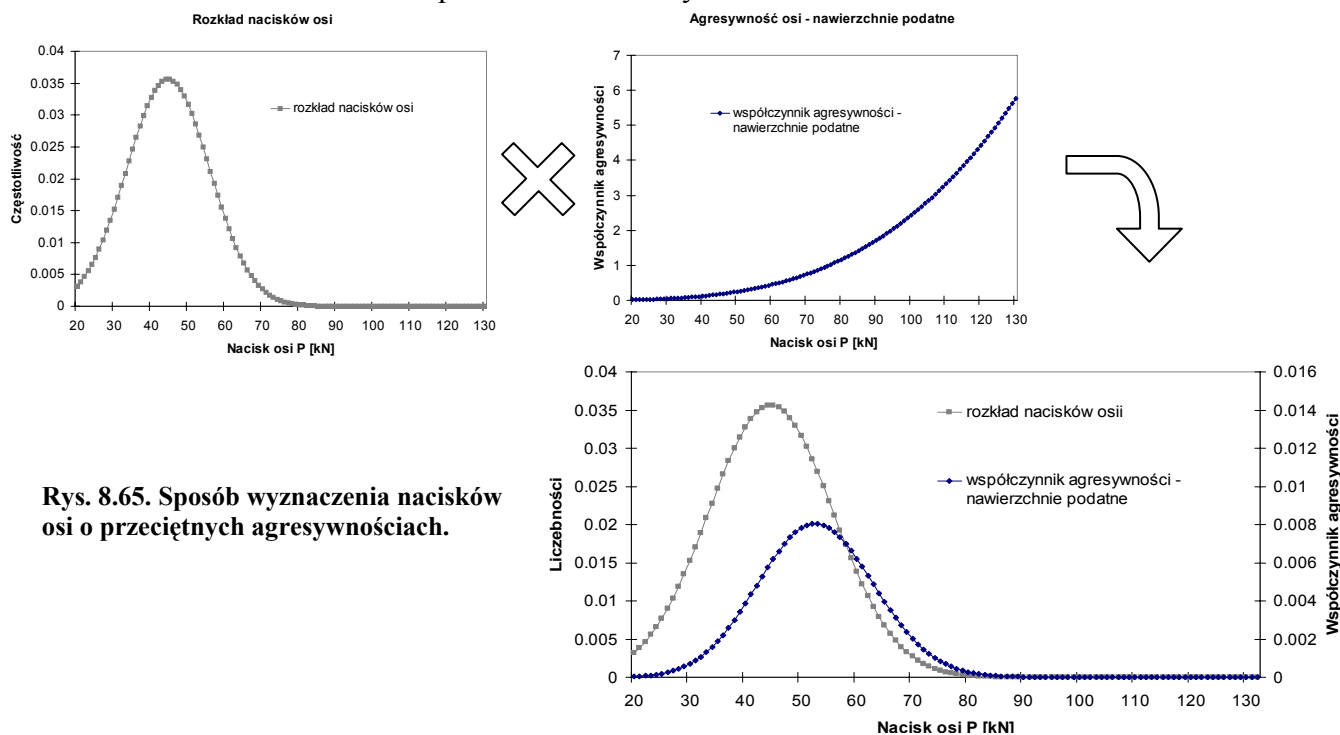 Rozkład nacisków osi
0.04
0.035
0.03
0.025
0.02
0.015
0.01
0.005
0
Częstotliwość
rozkład nacisków osi
20 30 40 50 60 70 80 90 100 110 120 130
Nacisk osi P [kN]
Agresywność osi - nawierzchnie podatne
7
6
5
4
3
2
1
0
Współczynnik agresywności
współczynnik agresywności -
nawierzchnie podatne
20 30 40 50 60 70 80 90 100 110 120 130
Nacisk osi P [kN]
Rys. 8.65. Sposób wyznaczenia nacisków
osi o przeciętnych agresywnościach.
0.04
0.035
0.03
0.025
0.02
0.015
0.01
0.005
0
Liczebności
rozkład nacisków osii
współczynnik agresywności -
nawierzchnie podatne
0.016
0.014
0.012
0.01
0.008
0.006
0.004
0.002
0
Współczynnik agresywności
20 30 40 50 60 70 80 90 100 110 120 130
Nacisk osi P [kN]